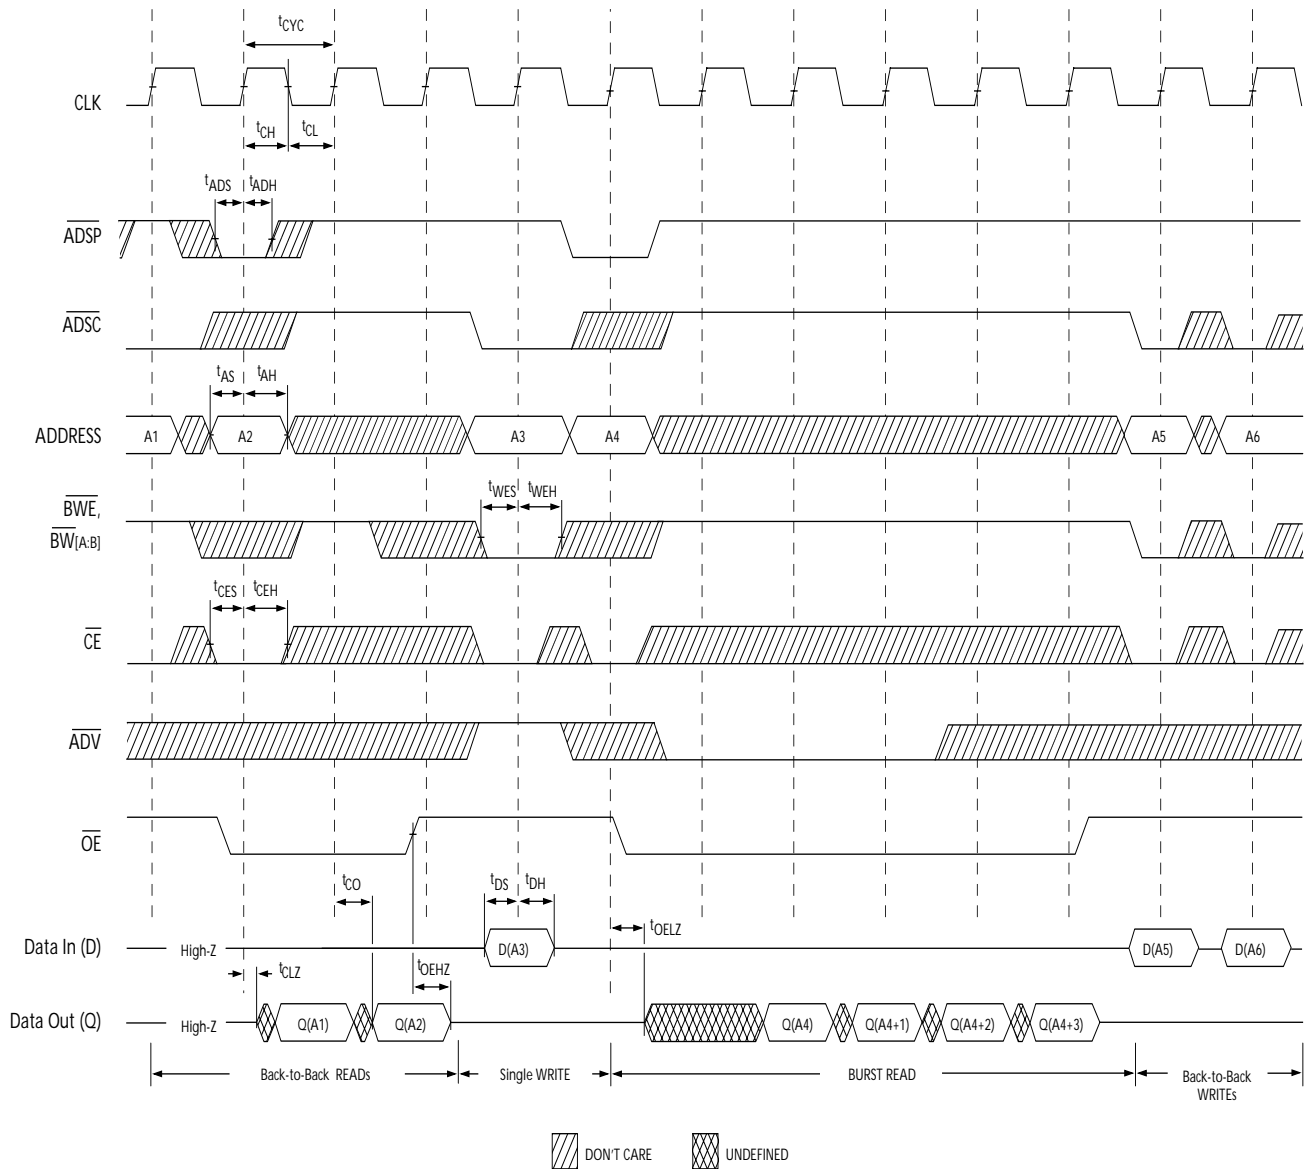 tCYC
CLK
tCH
tCL
tADS
tADH
ADSP
ADSC
tAS
tAH
ADDRESS
A1
A2
A3
A4
A5
A6
tWES
tWEH
BWE,
BW[A:B]
tCES
tCEH
CE
ADV
OE
tCO
tDS
tDH
tOELZ
Data In (D)
High-Z
D(A3)
D(A5)
D(A6)
tCLZ
tOEHZ
Data Out (Q)
High-Z
Q(A1)
Q(A2)
Q(A4)
Q(A4+1)
Q(A4+2)
Q(A4+3)
Back-to-Back READs
Single WRITE
BURST READ
Back-to-Back
WRITEs
DON'T CARE
UNDEFINED